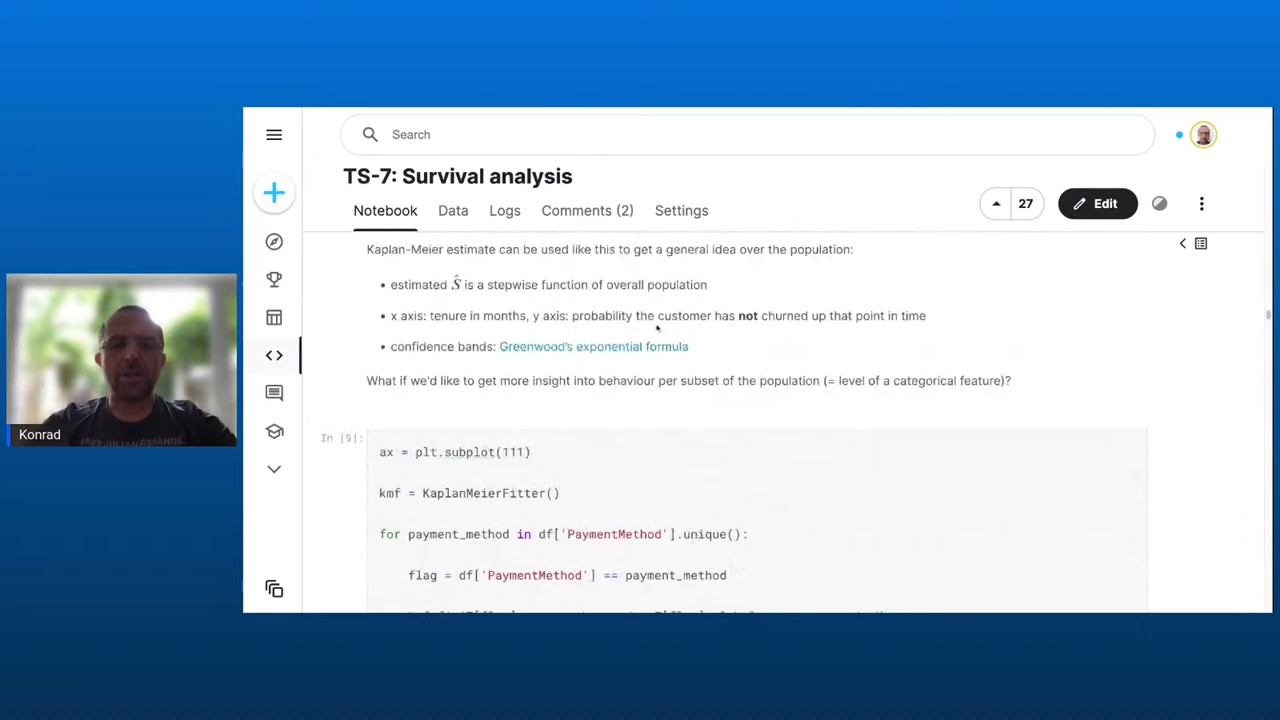 Search
TS-7: Survival analysis
Notebook Data Logs Comments (2) Settings
27
Edit
Kaplan-Meier estimate can be used like this to get a general idea over the population:
• estimated Ŝ is a stepwise function of overall population
• x axis: tenure in months, y axis: probability the customer has not churned up that point in time
• confidence bands: Greenwood's exponential formula
What if we'd like to get more insight into behaviour per subset of the population (= level of a categorical feature)?
In [9]:
ax = plt.subplot(111)
kmf = KaplanMeierFitter()
for payment_method in df['PaymentMethod'].unique():
flag = df['PaymentMethod'] == payment_method
Konrad